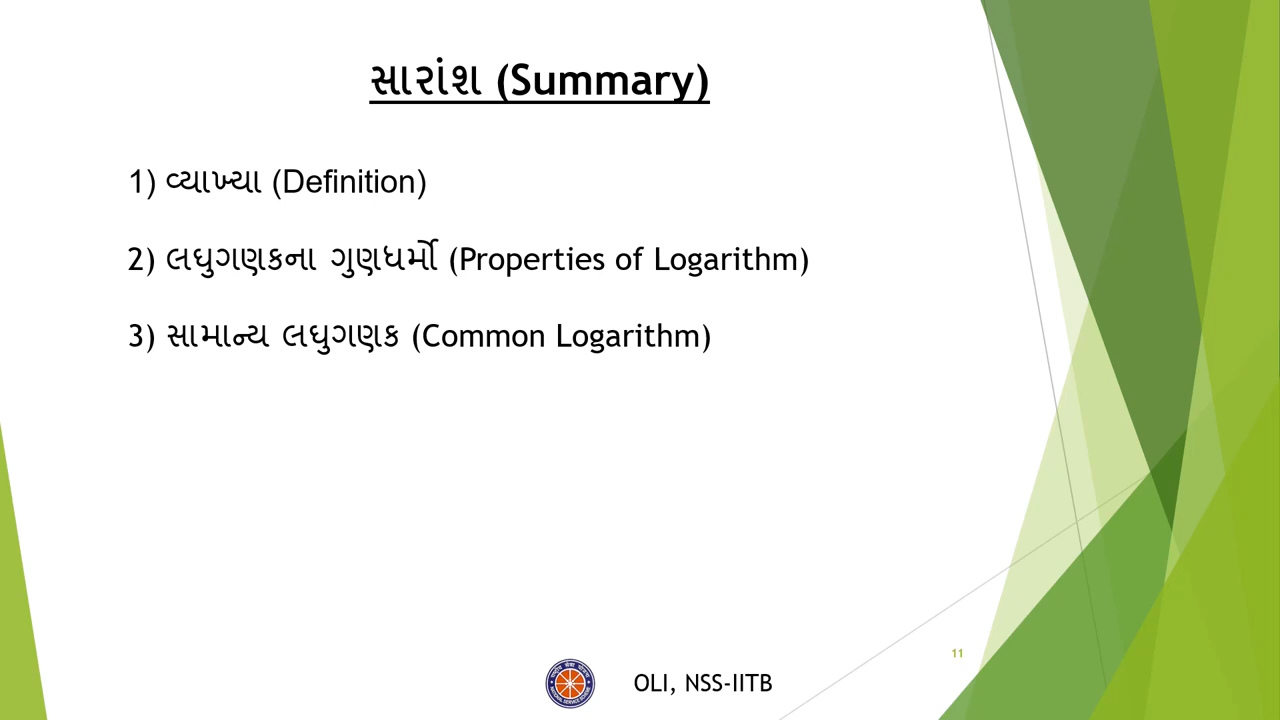 સારાંશ (Summary)
1) વ્યાખ્યા (Definition)
2) લઘુગણકના ગુણધર્મો (Properties of Logarithm)
3) સામાન્ય લઘુગણક (Common Logarithm)
11
OLI, NSS-IITB